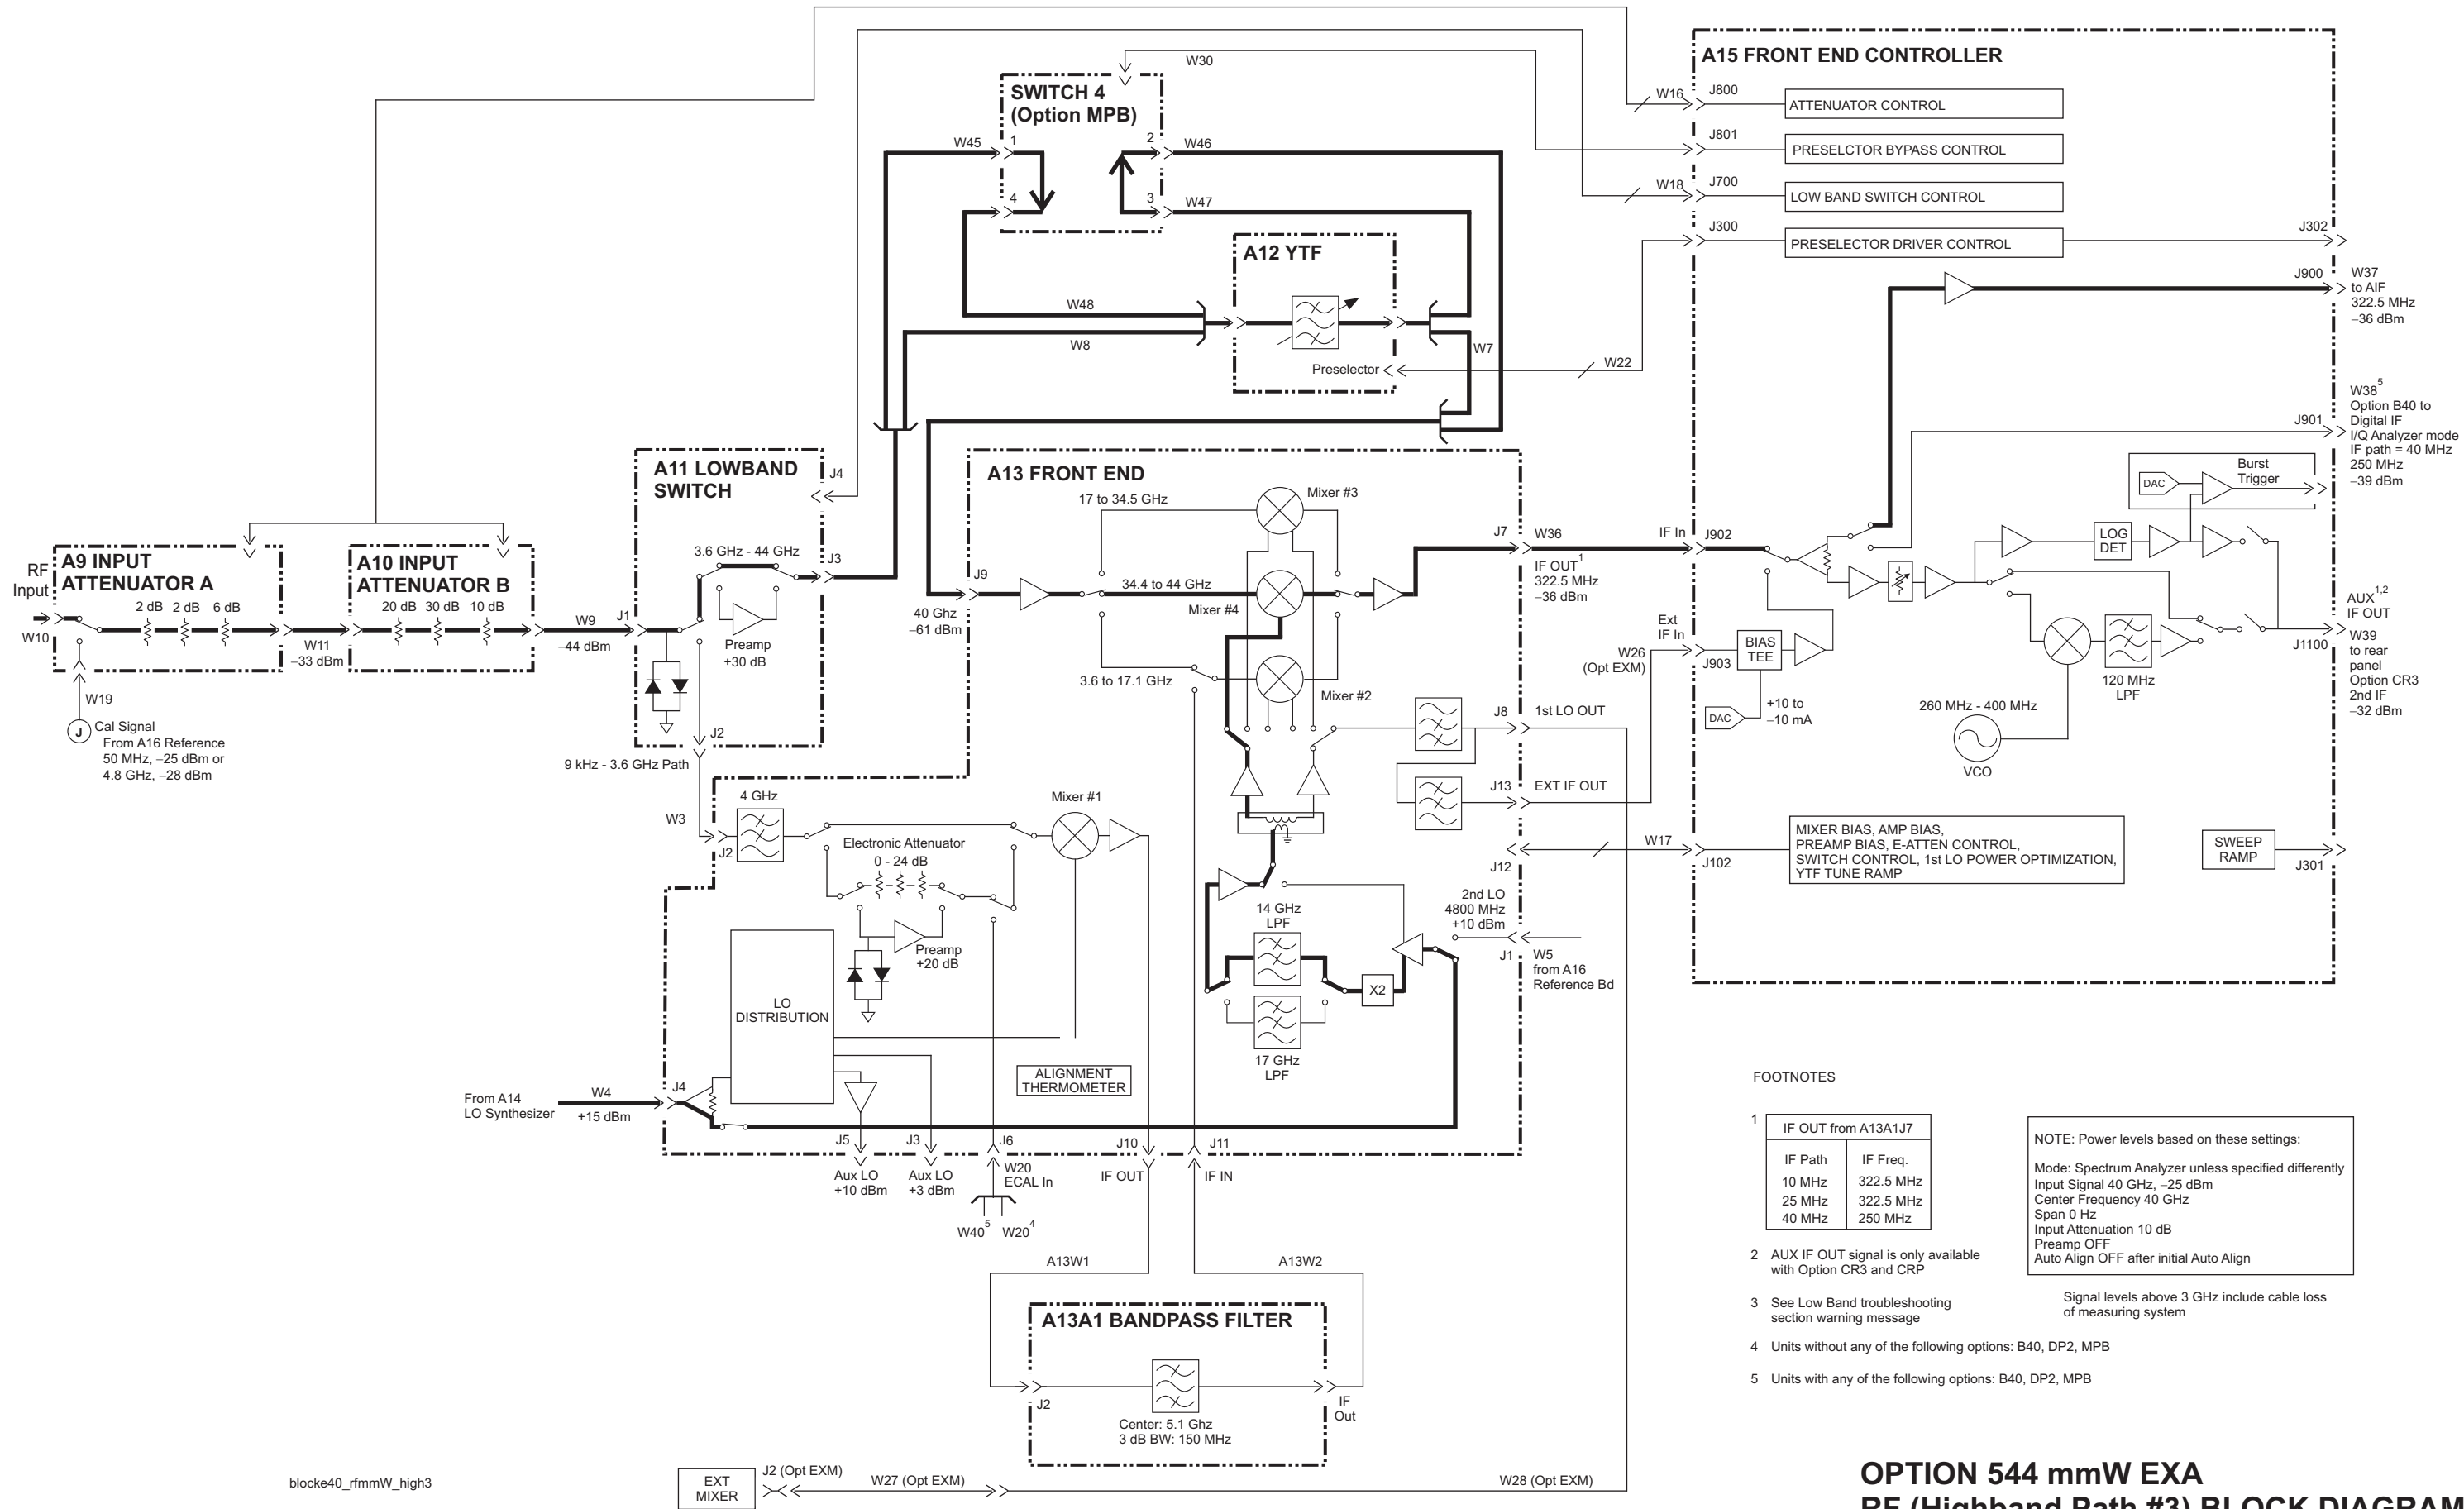 W30
A15 FRONT END CONTROLLER
SWITCH 4
(Option MPB)
W16
J800
ATTENUATOR CONTROL
J801
PRESELCTOR BYPASS CONTROL
W45
1
2
W46
W18
J700
LOW BAND SWITCH CONTROL
4
3
W47
J300
PRESELECTOR DRIVER CONTROL
J302
A12 YTF
J900
W37
to AIF
322.5 MHz
–36 dBm
W48
W8
W7
Preselector
W22
W38 5
Option B40 to
Digital IF
I/Q Analyzer mode
IF path = 40 MHz
250 MHz
–39 dBm
J901
A11 LOWBAND
SWITCH
J4
A13 FRONT END
17 to 34.5 GHz
Mixer #3
Burst
Trigger
DAC
A9 INPUT
ATTENUATOR A
A10 INPUT
ATTENUATOR B
RF
Input
W10
2 dB
2 dB
6 dB
20 dB
30 dB
10 dB
W11
–33 dBm
W9
–44 dBm
J1
3.6 GHz - 44 GHz
J3
Preamp
+30 dB
J9
40 Ghz
–61 dBm
34.4 to 44 GHz
Mixer #4
J7
W36
IF OUT 1
322.5 MHz
–36 dBm
IF In
J902
LOG
DET
Ext
IF In
W26
(Opt EXM)
J903
BIAS
TEE
DAC
+10 to
–10 mA
AUX 1,2
IF OUT
J1100
W39
to rear
panel
Option CR3
2nd IF
–32 dBm
120 MHz
LPF
260 MHz - 400 MHz
VCO
W19
J
Cal Signal
From A16 Reference
50 MHz, –25 dBm or
4.8 GHz, –28 dBm
3.6 to 17.1 GHz
Mixer #2
J2
9 kHz - 3.6 GHz Path
J8
1st LO OUT
J13
EXT IF OUT
W3
J2
4 GHz
Mixer #1
Electronic Attenuator
0 - 24 dB
Preamp
+20 dB
J12
W17
J102
MIXER BIAS, AMP BIAS,
PREAMP BIAS, E-ATTEN CONTROL,
SWITCH CONTROL, 1st LO POWER OPTIMIZATION,
YTF TUNE RAMP
SWEEP
RAMP
J301
2nd LO
4800 MHz
+10 dBm
J1
W5
from A16
Reference Bd
14 GHz
LPF
X2
17 GHz
LPF
LO
DISTRIBUTION
ALIGNMENT
THERMOMETER
From A14
LO Synthesizer
W4
+15 dBm
J4
J5
J3
J6
J10
J11
Aux LO
+10 dBm
Aux LO
+3 dBm
W20
ECAL In
IF OUT
IF IN
W40 5
W20 4
A13W1
A13W2
A13A1 BANDPASS FILTER
J2
IF
Out
Center: 5.1 Ghz
3 dB BW: 150 MHz
FOOTNOTES
1
IF OUT from A13A1J7
IF Path IF Freq.
10 MHz 322.5 MHz
25 MHz 322.5 MHz
40 MHz 250 MHz
2 AUX IF OUT signal is only available
with Option CR3 and CRP
3 See Low Band troubleshooting
section warning message
4 Units without any of the following options: B40, DP2, MPB
5 Units with any of the following options: B40, DP2, MPB
NOTE: Power levels based on these settings:
Mode: Spectrum Analyzer unless specified differently
Input Signal 40 GHz, –25 dBm
Center Frequency 40 GHz
Span 0 Hz
Input Attenuation 10 dB
Preamp OFF
Auto Align OFF after initial Auto Align
Signal levels above 3 GHz include cable loss
of measuring system
blocke40_rfmmW_high3
EXT
MIXER
J2 (Opt EXM)
W27 (Opt EXM)
W28 (Opt EXM)
OPTION 544 mmW EXA
RF (Highband Path #3) BLOCK DIAGRAM